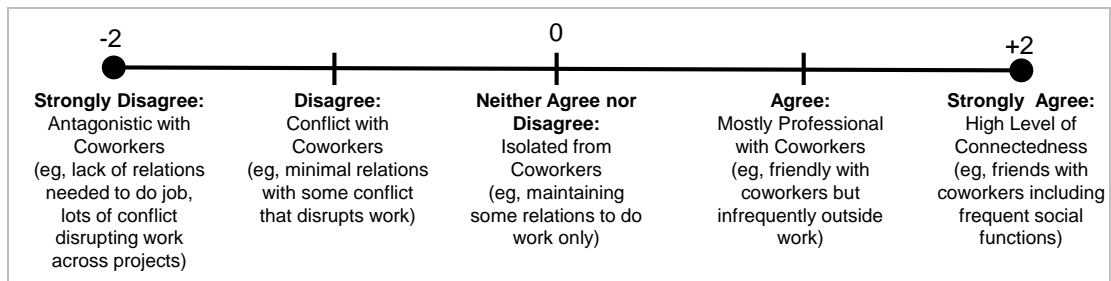 -2
0
+2
Strongly Disagree:
Antagonistic with
Coworkers
(eg, lack of relations
needed to do job,
lots of conflict
disrupting work
across projects)
Disagree:
Conflict with
Coworkers
(eg, minimal relations
with some conflict
that disrupts work)
Neither Agree nor
Disagree:
Isolated from
Coworkers
(eg, maintaining
some relations to do
work only)
Agree:
Mostly Professional
with Coworkers
(eg, friendly with
coworkers but
infrequently outside
work)
Strongly Agree:
High Level of
Connectedness
(eg, friends with
coworkers including
frequent social
functions)